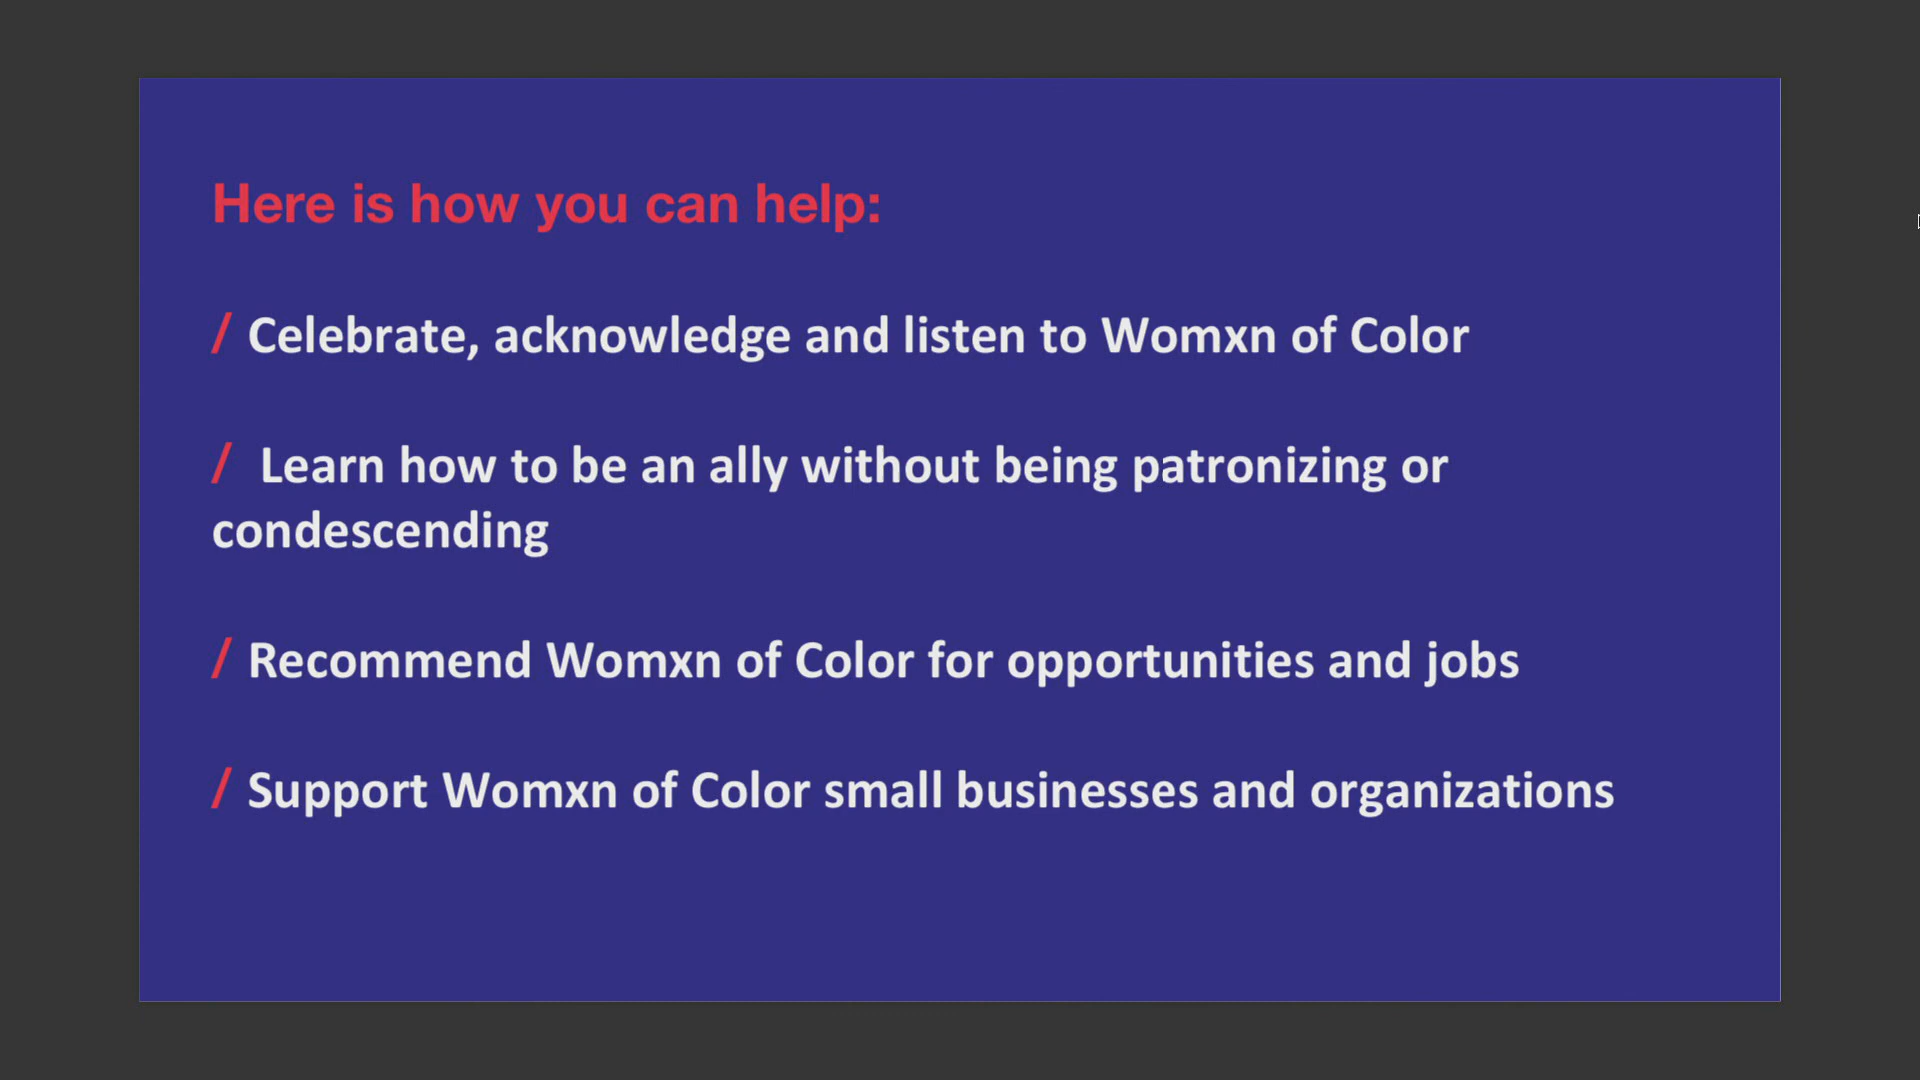 Here is how you can help:
/ Celebrate, acknowledge and listen to Womxn of Color
/ Learn how to be an ally without being patronizing or
condescending
/ Recommend Womxn of Color for opportunities and jobs
/ Support Womxn of Color small businesses and organizations